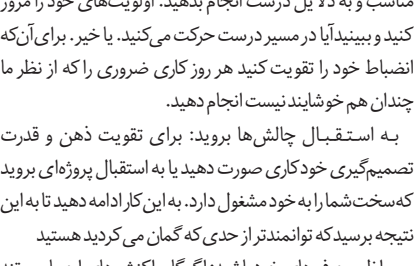 مناسب و به دلایل درست انجام بدهید. اولویت‌های خود را مرور
کنید و ببینید آیا در مسیر درست حرکت می‌کنید. یا خیر. برای آن‌که
انضباط خود را تقویت کنید هر روز کاری ضروری را که از نظر ما
چندان هم خوشایند نیست انجام دهید.
به استقبال چالش‌ها بروید: برای تقویت ذهن و قدرت
تصمیم‌گیری خود کاری صورت دهید یا به استقبال پروژه‌ای بروید
که سخت شما را به خود مشغول دارد. به این کار ادامه دهید تا به این
نتیجه برسید که توانمندتر از حدی که گمان می کردید هستید